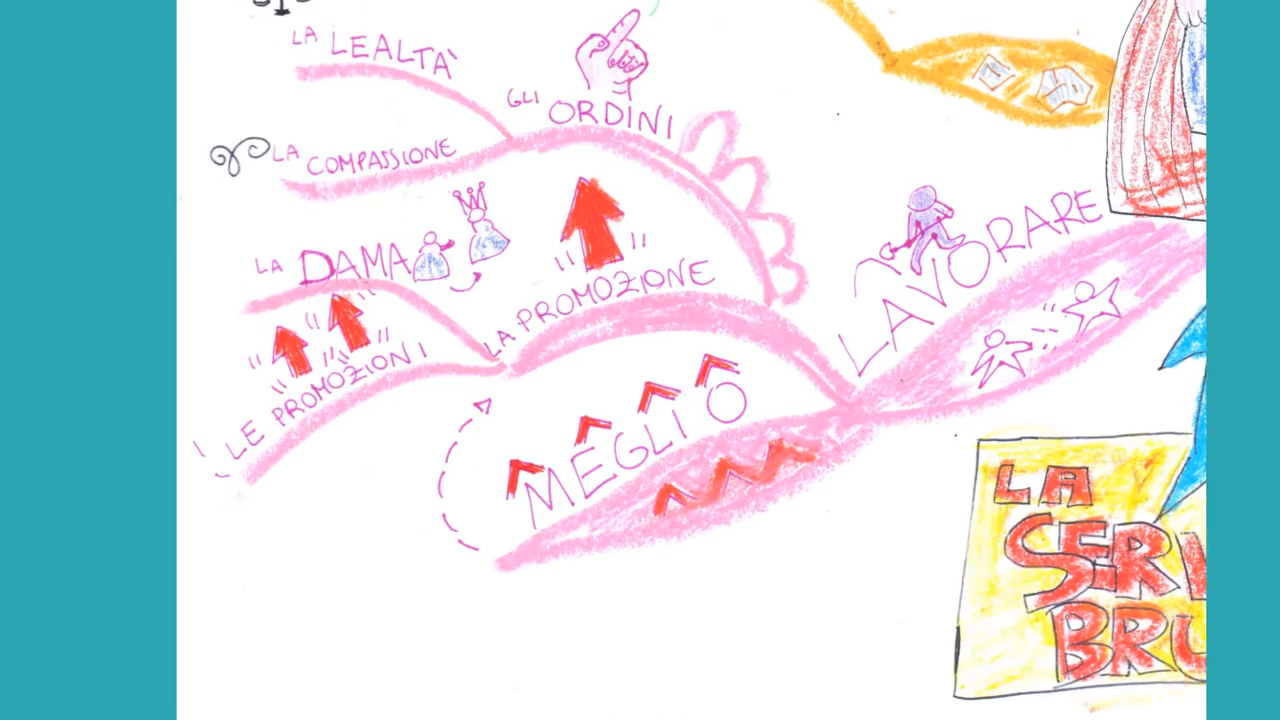 LA LEALTÀ
GLI ORDINI
LA COMPASSIONE
LA DAMA
LA PROMOZIONE
LE PROMOZIONI
LAVORARE
MEGLIO
LA